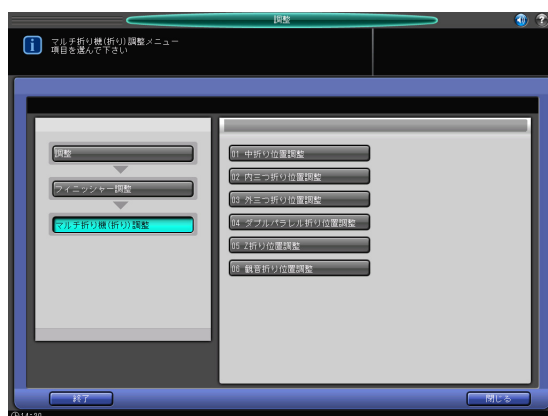 調整
マルチ折り機(折り)調整メニュー
項目を選んで下さい
調整
フィニッシャー調整
マルチ折り機(折り)調整
01 中折り位置調整
02 内三つ折り位置調整
03 外三つ折り位置調整
04 ダブルパラレル折り位置調整
05 Z折り位置調整
06 観音折り位置調整
終了
閉じる
14:30